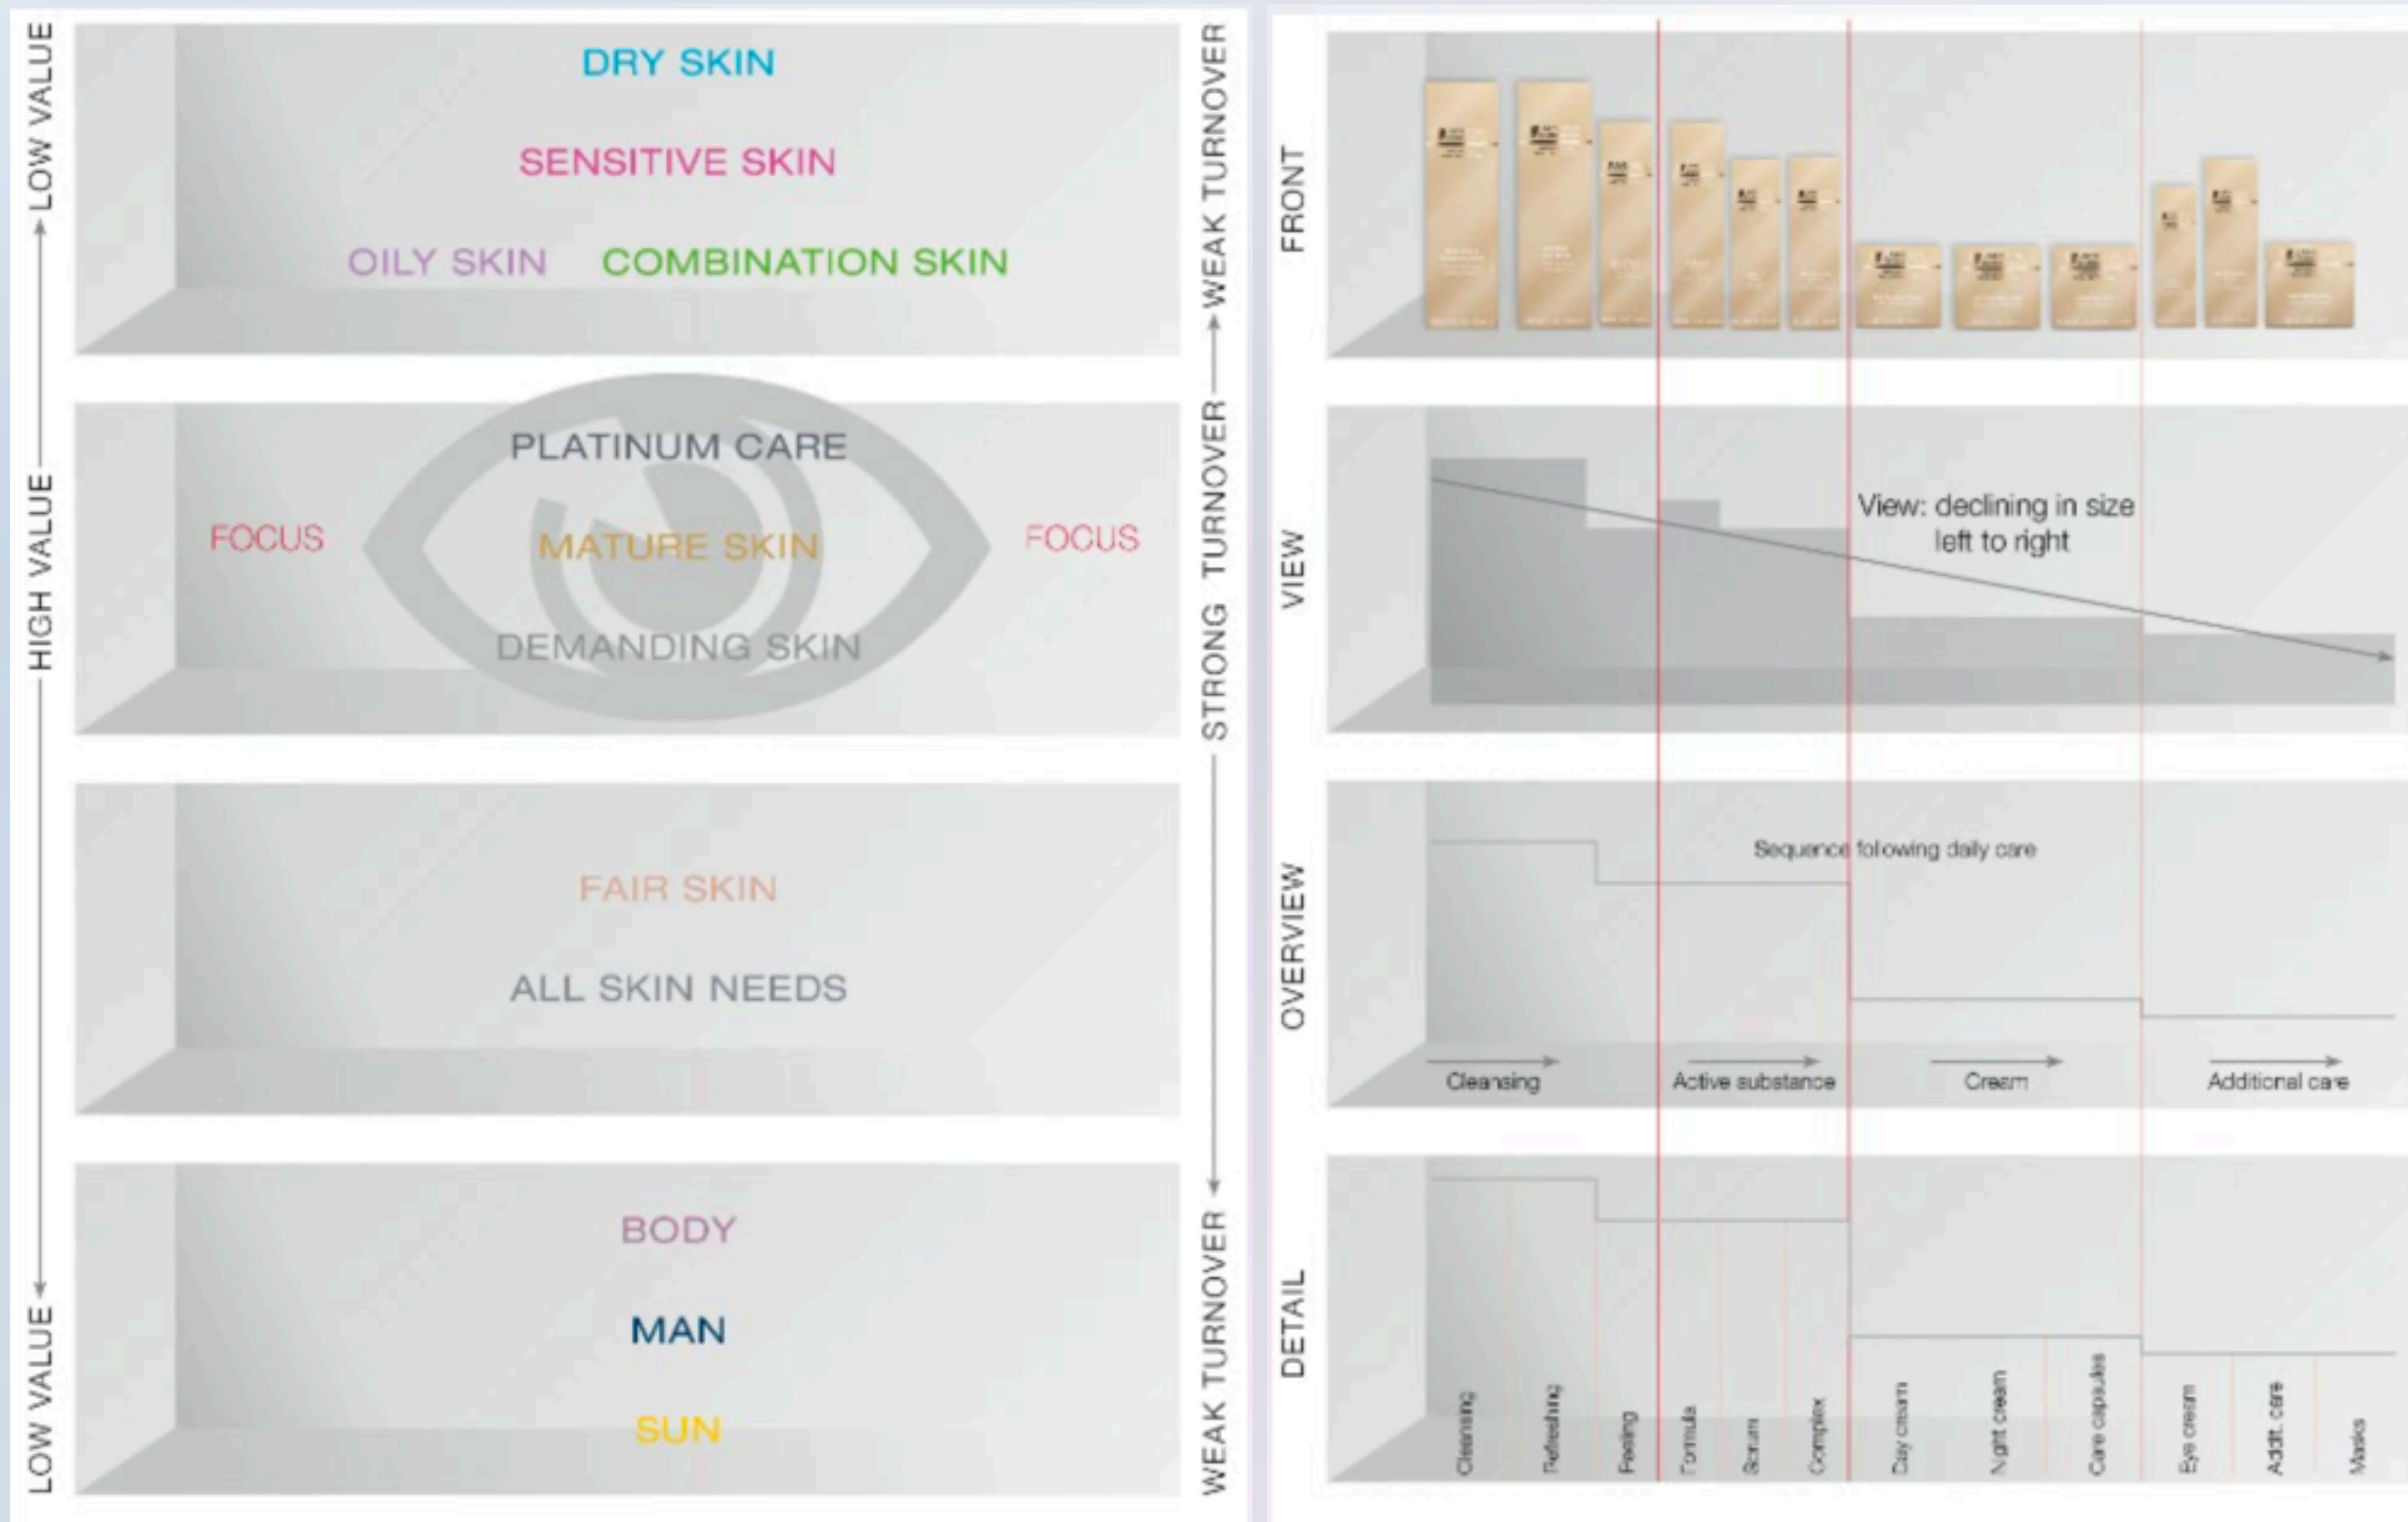 LOW VALUE
HIGH VALUE
LOW VALUE
DRY SKIN
SENSITIVE SKIN
OILY SKIN COMBINATION SKIN
PLATINUM CARE
FOCUS MATURE SKIN FOCUS
DEMANDING SKIN
FAIR SKIN
ALL SKIN NEEDS
BODY
MAN
SUN
WEAK TURNOVER
STRONG TURNOVER
WEAK TURNOVER
FRONT
VIEW
View: declining in size
left to right
OVERVIEW
Sequence following daily care
Cleansing Active substance Cream Additional care
DETAIL
Cleansing
Refreshing
Peeling
Formula
Serum
Complex
Day cream
Night cream
Care capsules
Eye cream
Addit. care
Masks